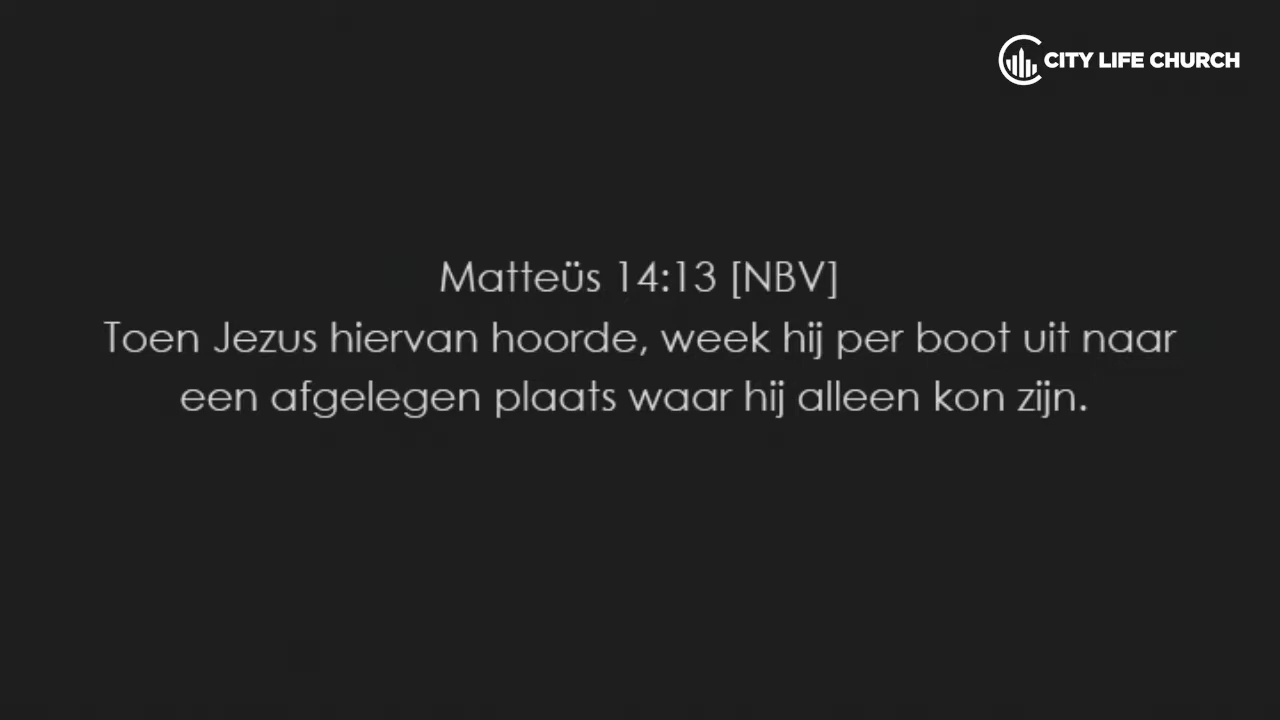 CITY LIFE CHURCH
Matteüs 14:13 [NBV]
Toen Jezus hiervan hoorde, week hij per boot uit naar
een afgelegen plaats waar hij alleen kon zijn.